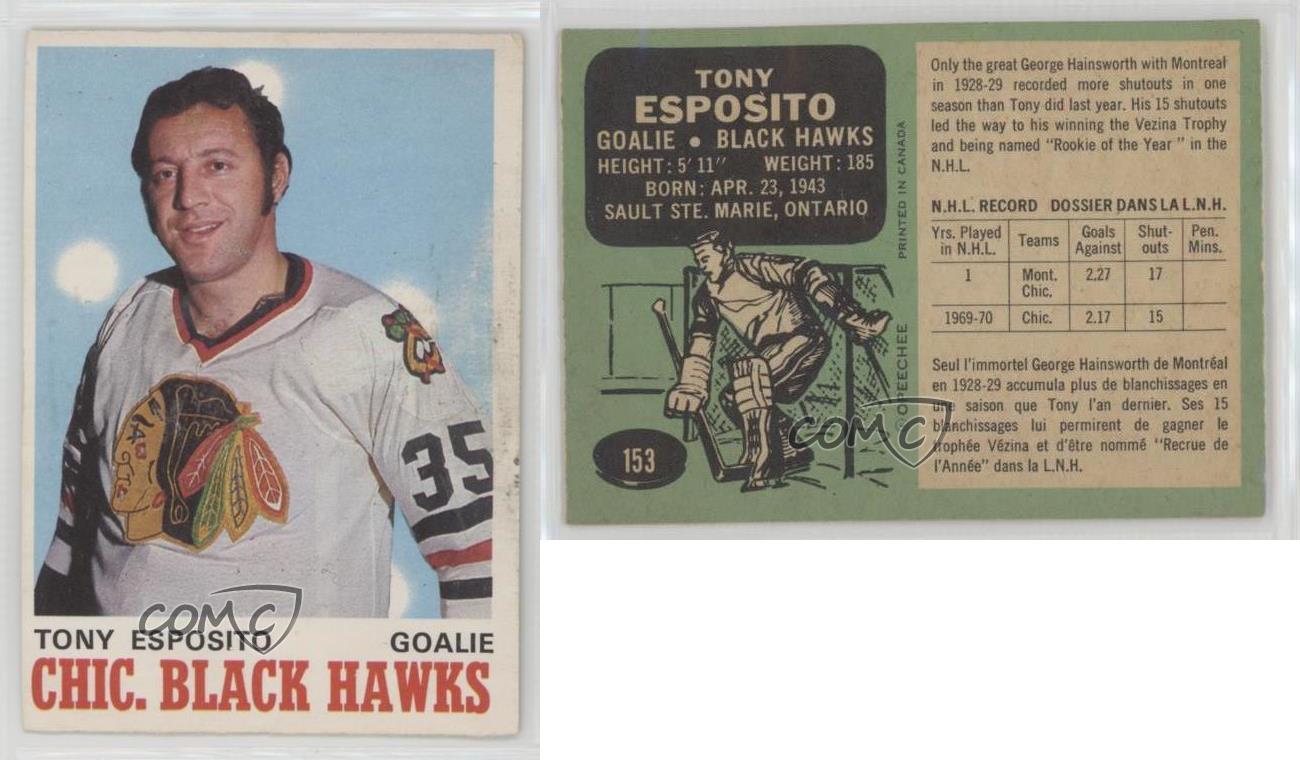 35
COMC
TONY ESPOSITO GOALIE
CHIC. BLACK HAWKS
TONY
ESPOSITO
GOALIE • BLACK HAWKS
HEIGHT: 5' 11" WEIGHT: 185
BORN: APR. 23, 1943
SAULT STE. MARIE, ONTARIO
153
PRINTED IN CANADA
OPEECHEE
COMC
Only the great George Hainsworth with Montreal
in 1928-29 recorded more shutouts in one
season than Tony did last year. His 15 shutouts
led the way to his winning the Vezina Trophy
and being named "Rookie of the Year" in the
N.H.L.
N.H.L. RECORD DOSSIER DANS LA L.N.H.
Yrs. Played in N.H.L. Teams Goals Against Shut-outs Pen. Mins.
1 Mont. Chic. 2.27 17
1969-70 Chic. 2.17 15
Seul l'immortel George Hainsworth de Montréal
en 1928-29 accumula plus de blanchissages en
une saison que Tony l'an dernier. Ses 15
blanchissages lui permirent de gagner le
trophée Vézina et d'être nommé "Recrue de
l'Année" dans la L.N.H.